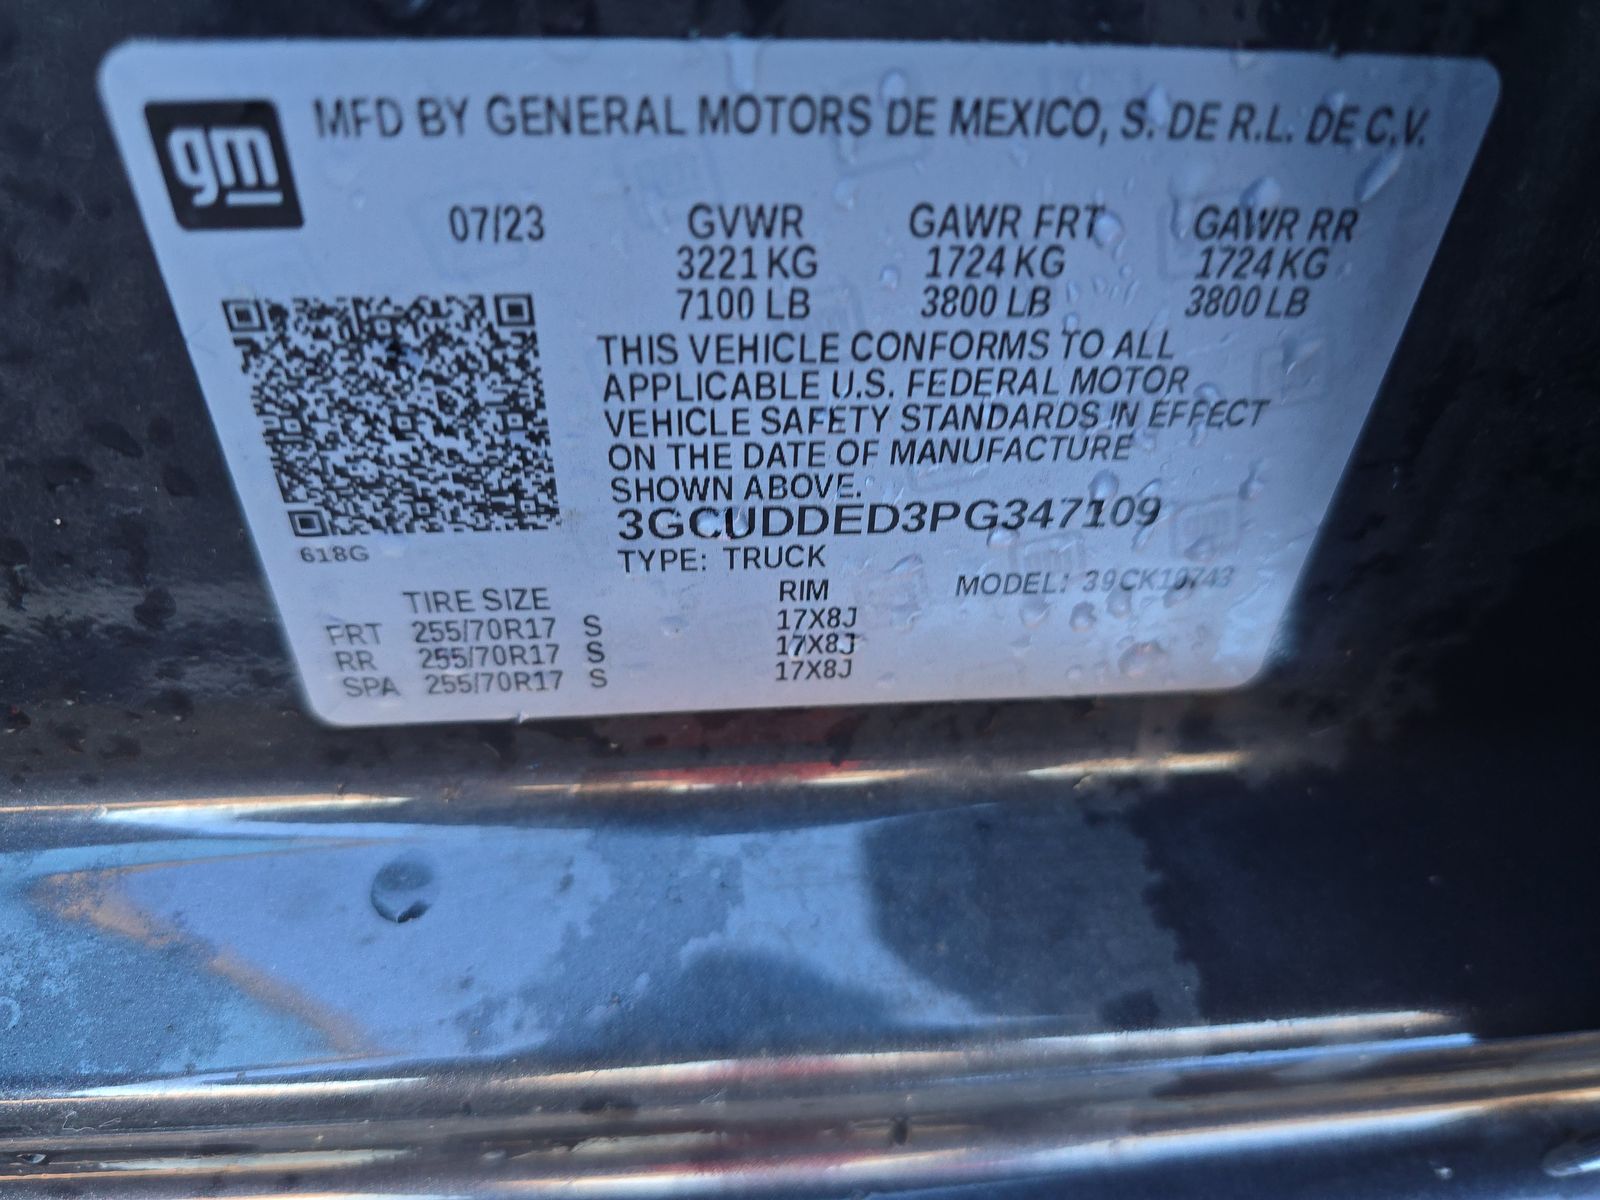 gm
MFD BY GENERAL MOTORS DE MEXICO, S. DE R.L. DE C.V.
07/23 GVWR GAWR FRT GAWR RR
3221 KG 1724 KG 1724 KG
7100 LB 3800 LB 3800 LB
THIS VEHICLE CONFORMS TO ALL
APPLICABLE U.S. FEDERAL MOTOR
VEHICLE SAFETY STANDARDS IN EFFECT
ON THE DATE OF MANUFACTURE
SHOWN ABOVE.
3GCUDDED3PG347109
618G
TYPE: TRUCK
MODEL: 39CK10743
TIRE SIZE RIM
FRT 255/70R17 S 17X8J
RR 255/70R17 S 17X8J
SPA 255/70R17 S 17X8J